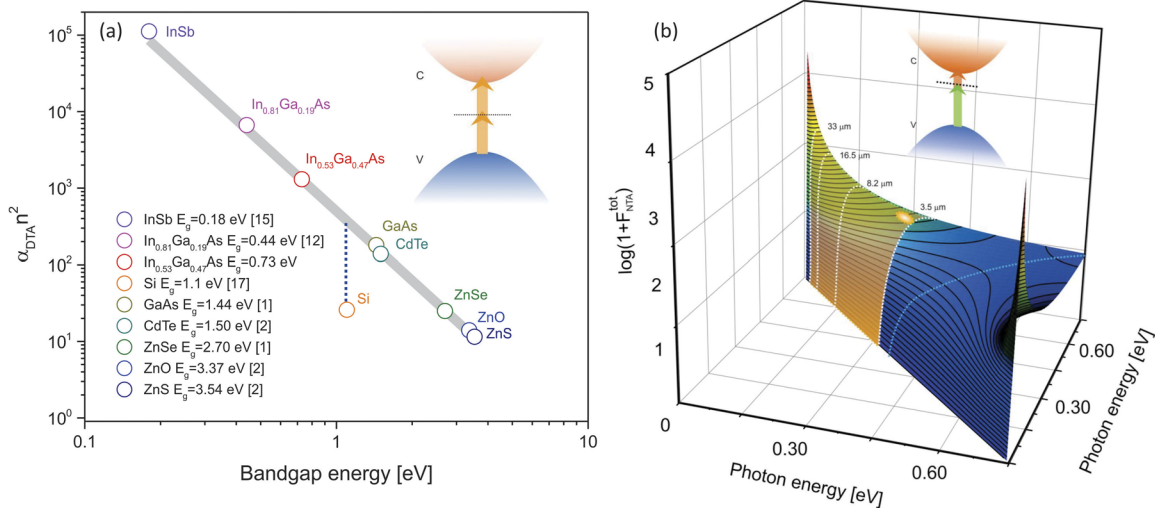 (a)
10^5
10^4
10^3
10^2
10^1
10^0
α_DTA n^2
InSb
In_0.81Ga_0.19As
In_0.53Ga_0.47As
C
V
InSb E_g=0.18 eV [15]
In_0.81Ga_0.19As E_g=0.44 eV [12]
In_0.53Ga_0.47As E_g=0.73 eV
Si E_g=1.1 eV [17]
GaAs E_g=1.44 eV [1]
CdTe E_g=1.50 eV [2]
ZnSe E_g=2.70 eV [1]
ZnO E_g=3.37 eV [2]
ZnS E_g=3.54 eV [2]
GaAs
CdTe
Si
ZnSe
ZnO
ZnS
0.1
1
10
Bandgap energy [eV]
(b)
5
4
3
2
1
0
log(1+F_NTA^tot)
C
V
33 μm
16.5 μm
8.2 μm
3.5 μm
0.30
0.60
Photon energy [eV]
0.30
0.60
Photon energy [eV]